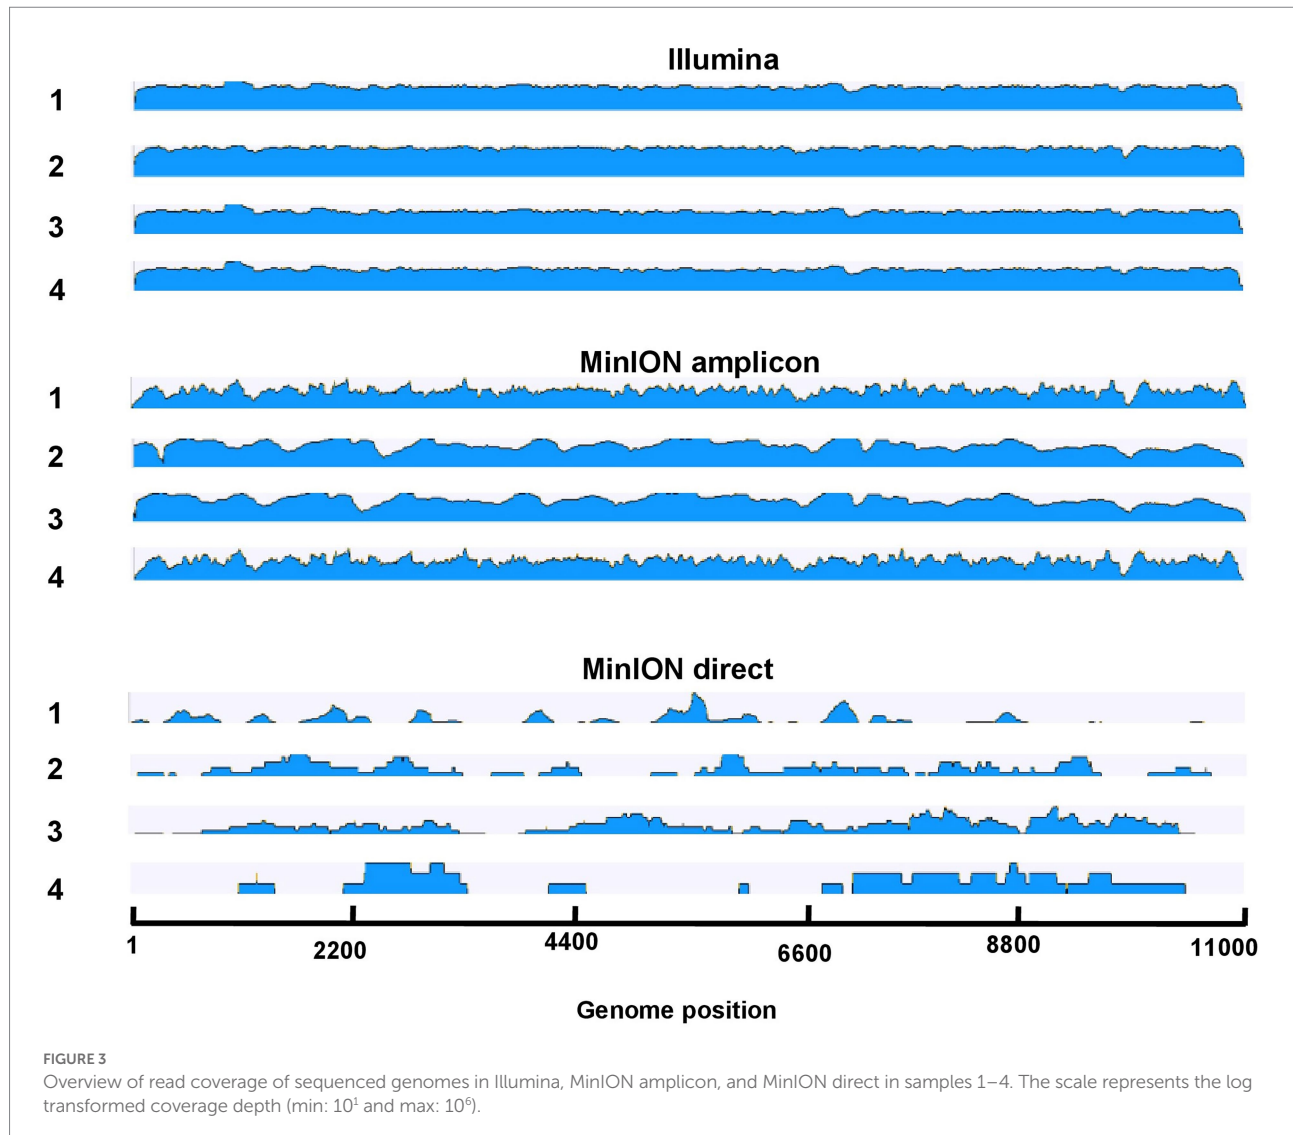 Illumina
1
2
3
4
MinION amplicon
1
2
3
4
MinION direct
1
2
3
4
1 2200 4400 6600 8800 11000
Genome position
FIGURE 3
Overview of read coverage of sequenced genomes in Illumina, MinION amplicon, and MinION direct in samples 1–4. The scale represents the log
transformed coverage depth (min: 10¹ and max: 10⁶).